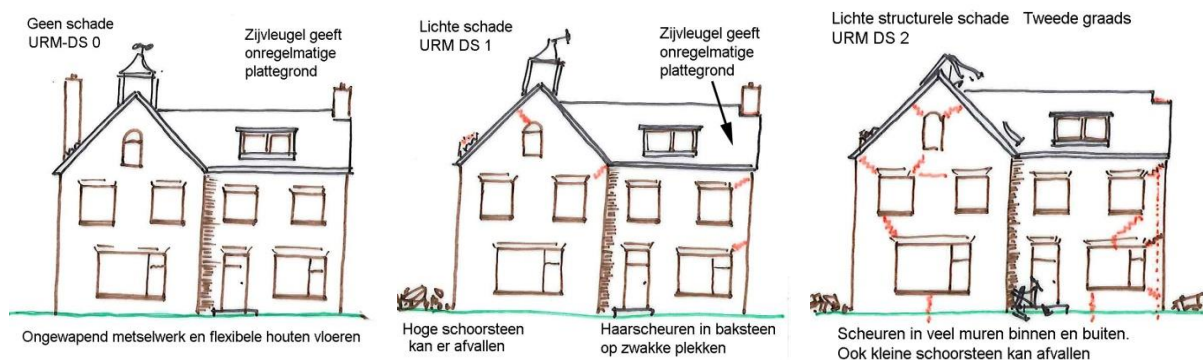 Geen schade
URM-DS 0
Zijvleugel geeft
onregelmatige
plattegrond
Ongewapend metselwerk en flexibele houten vloeren
Lichte schade
URM DS 1
Zijvleugel geeft
onregelmatige
plattegrond
Hoge schoorsteen
kan er afvallen
Haarscheuren in baksteen
op zwakke plekken
Lichte structurele schade Tweede graads
URM DS 2
Scheuren in veel muren binnen en buiten.
Ook kleine schoorsteen kan afvallen